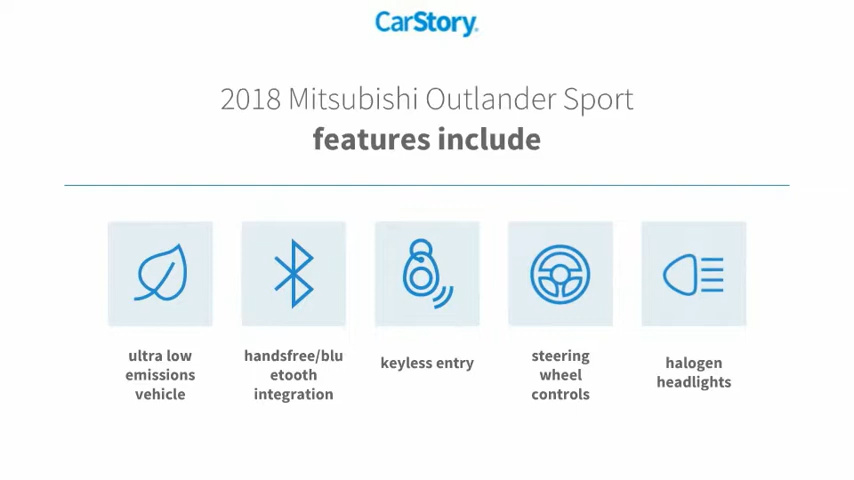 CarStory.
2018 Mitsubishi Outlander Sport
features include
ultra low
emissions
vehicle
handsfree/blu
etooth
integration
keyless entry
steering
wheel
controls
halogen
headlights